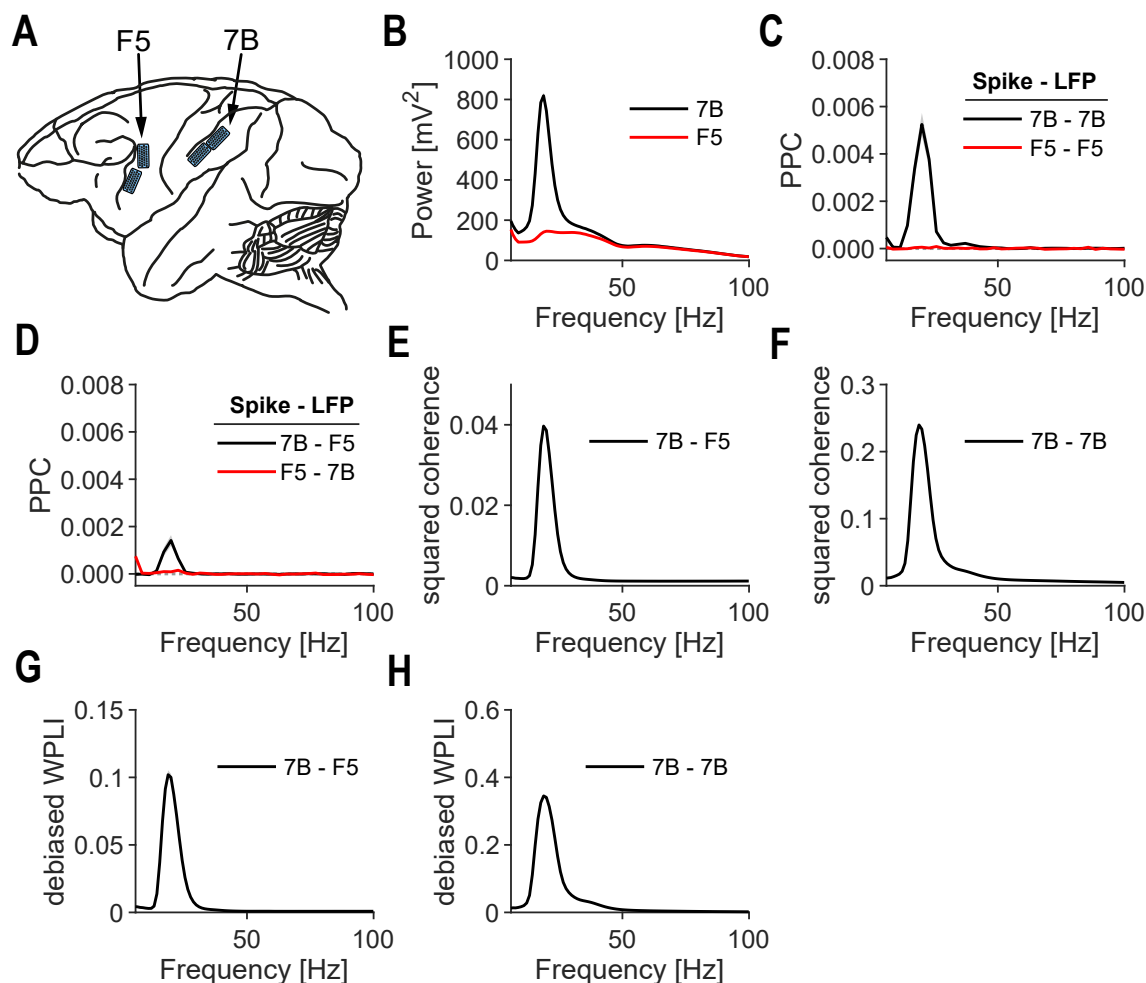 A
F5
7B
B
Power [mV2]
1000
800
600
400
200
0
50
100
Frequency [Hz]
7B
F5
C
PPC
0.008
0.006
0.004
0.002
0.000
50
100
Frequency [Hz]
Spike - LFP
7B - 7B
F5 - F5
D
PPC
0.008
0.006
0.004
0.002
0.000
50
100
Frequency [Hz]
Spike - LFP
7B - F5
F5 - 7B
E
squared coherence
0.04
0.02
0
50
100
Frequency [Hz]
7B - F5
F
squared coherence
0.3
0.2
0.1
0
50
100
Frequency [Hz]
7B - 7B
G
debiased WPLI
0.15
0.1
0.05
0
50
100
Frequency [Hz]
7B - F5
H
debiased WPLI
0.6
0.4
0.2
0
50
100
Frequency [Hz]
7B - 7B